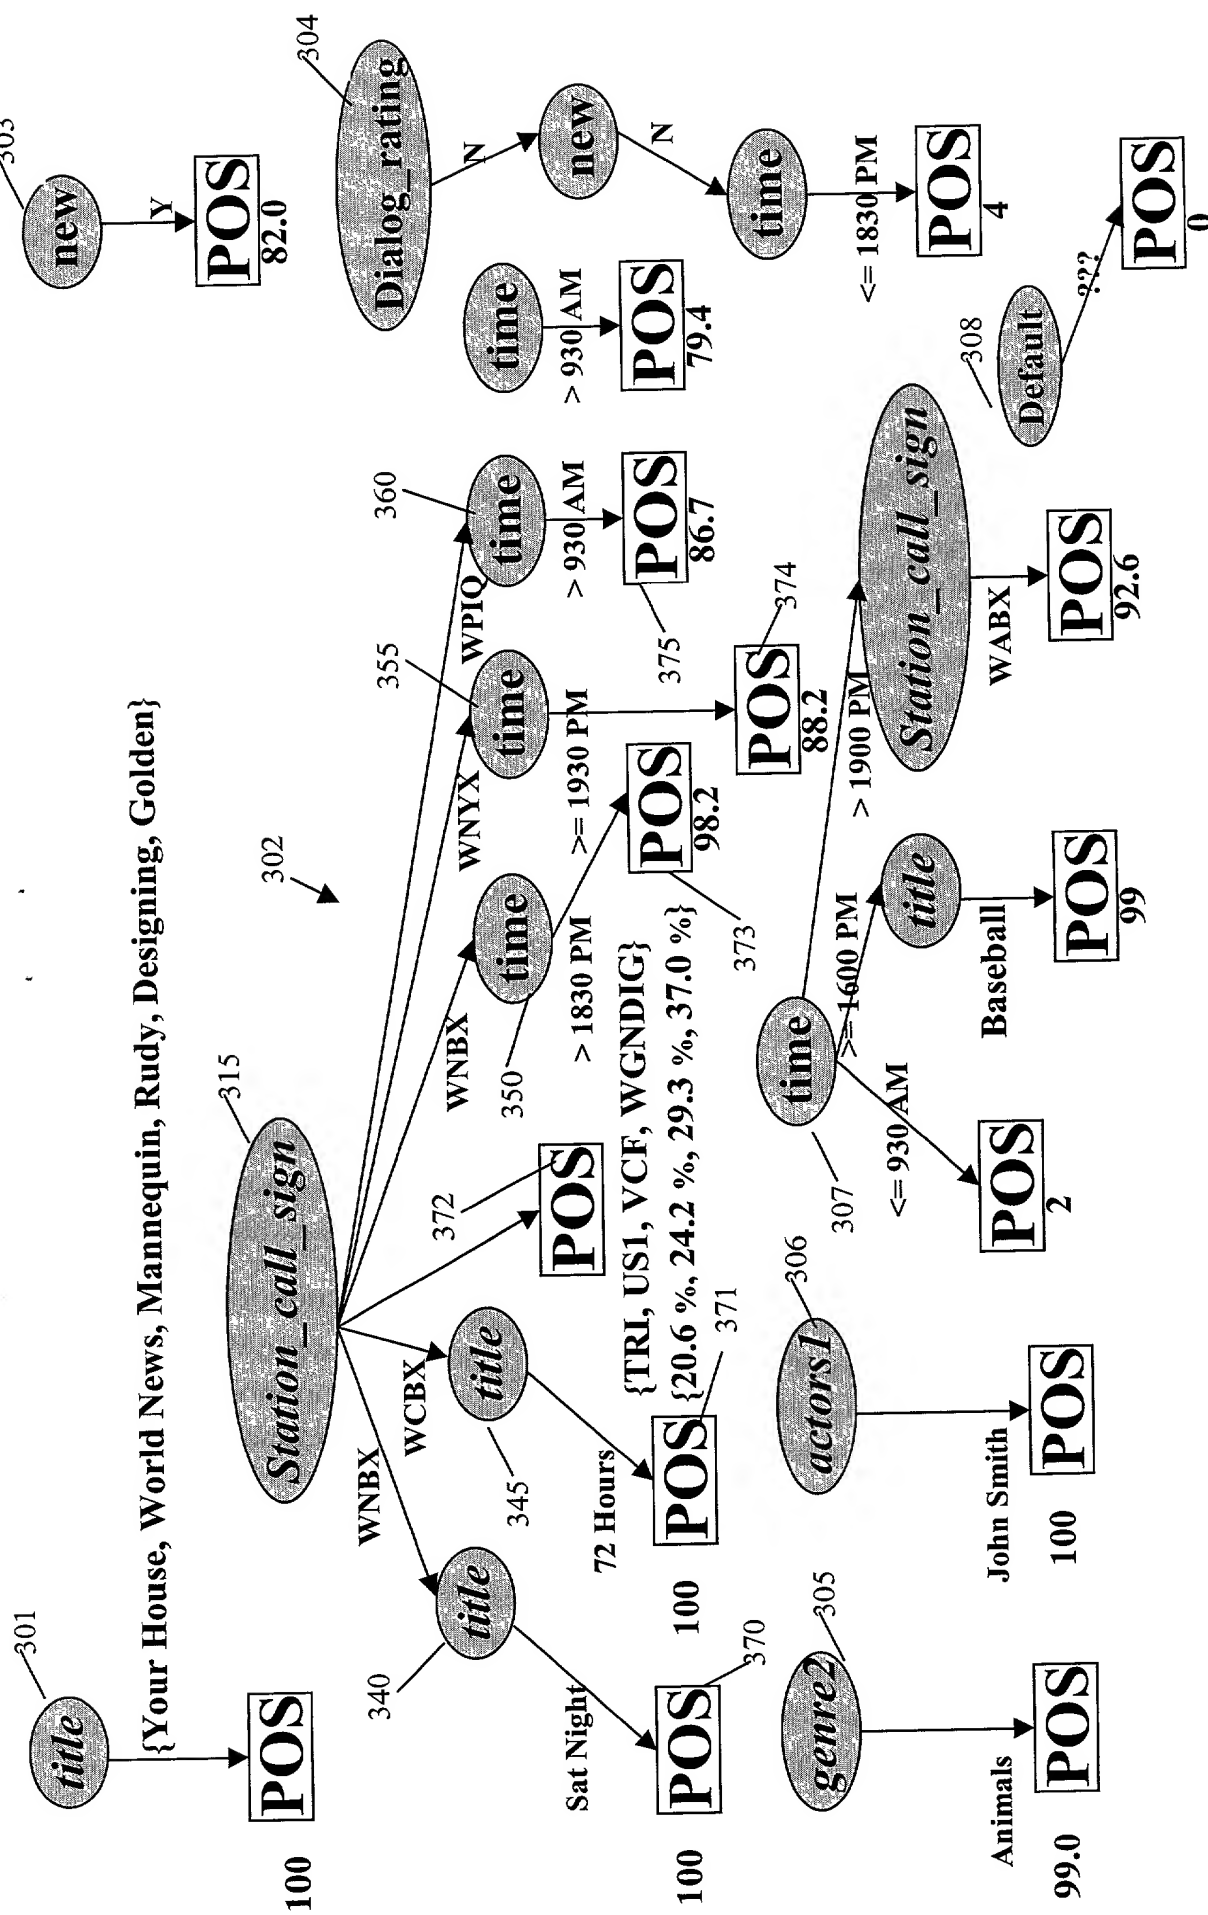 301
title
{Your House, World News, Mannequin, Rudy, Designing, Golden}
POS
100
303
new
Y
POS
82.0
302
315
Station_call_sign
WNBX
WCBX
WNBX
WNYX
WPIQ
340
title
Sat Night
POS
100
370
345
title
72 Hours
POS
100
371
372
POS
{TRI, US1, VCF, WGNDIG}
{20.6 %, 24.2 %, 29.3 %, 37.0 %}
350
time
> 1830 PM
POS
98.2
373
355
time
>= 1930 PM
POS
88.2
374
360
time
> 930 AM
POS
86.7
375
time
> 930 AM
POS
79.4
304
Dialog_rating
N
new
N
time
<= 1830 PM
POS
4
305
genre2
Animals
POS
99.0
306
actors1
John Smith
POS
100
307
time
<= 930 AM
POS
2
>= 1600 PM
title
Baseball
POS
99
> 1900 PM
Station_call_sign
WABX
POS
92.6
308
Default
???
POS
0